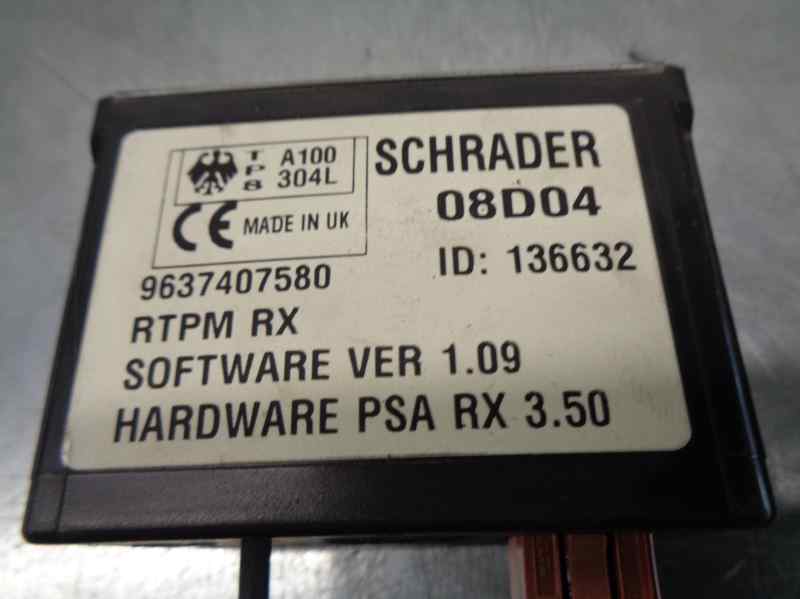 TPS A100
304L
CE MADE IN UK
SCHRADER
08D04
ID: 136632
9637407580
RTPM RX
SOFTWARE VER 1.09
HARDWARE PSA RX 3.50